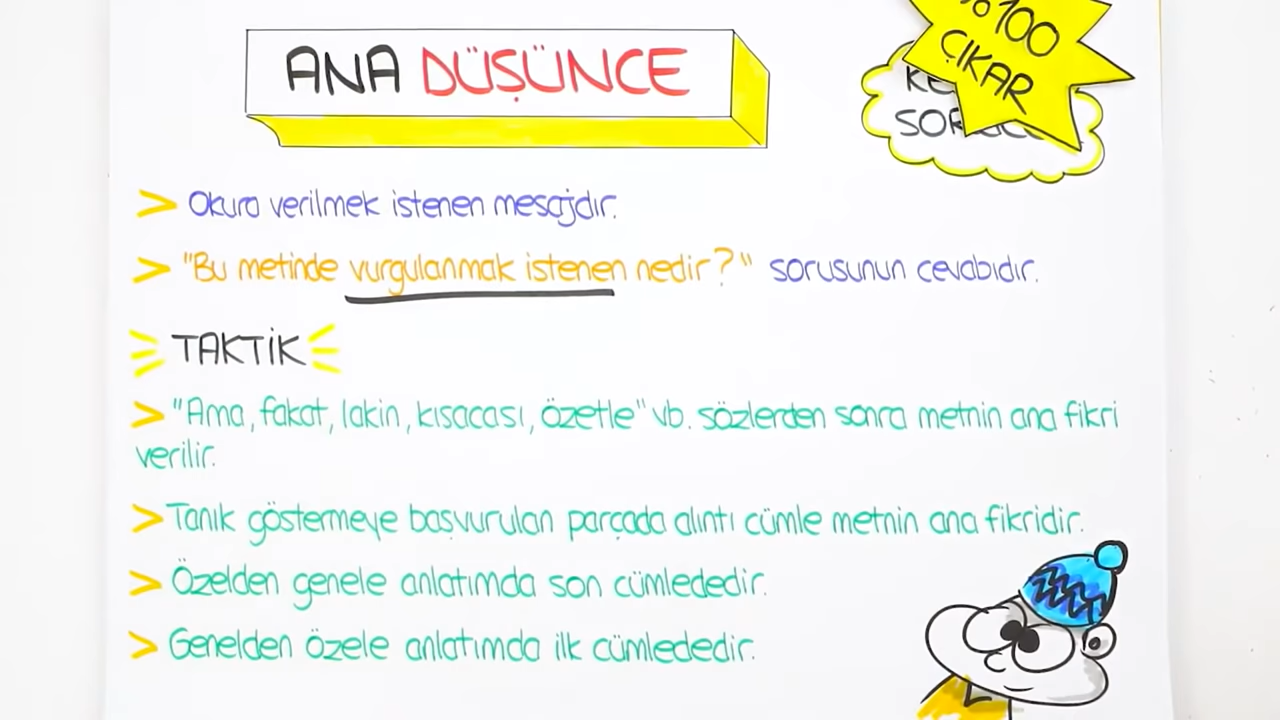 ANA DÜŞÜNCE
100
ÇIKAR
> Okura verilmek istenen mesajdır.
> "Bu metinde vurgulanmak istenen nedir?" sorusunun cevabıdır.
TAKTİK
> "Ama, fakat, lakin, kısacası, özetle" vb. sözlerden sonra metnin ana fikri
verilir.
> Tanık göstermeye başvurulan parçada alıntı cümle metnin ana fikridir.
> Özelden genele anlatımda son cümlededir.
> Genelden özele anlatımda ilk cümlededir.